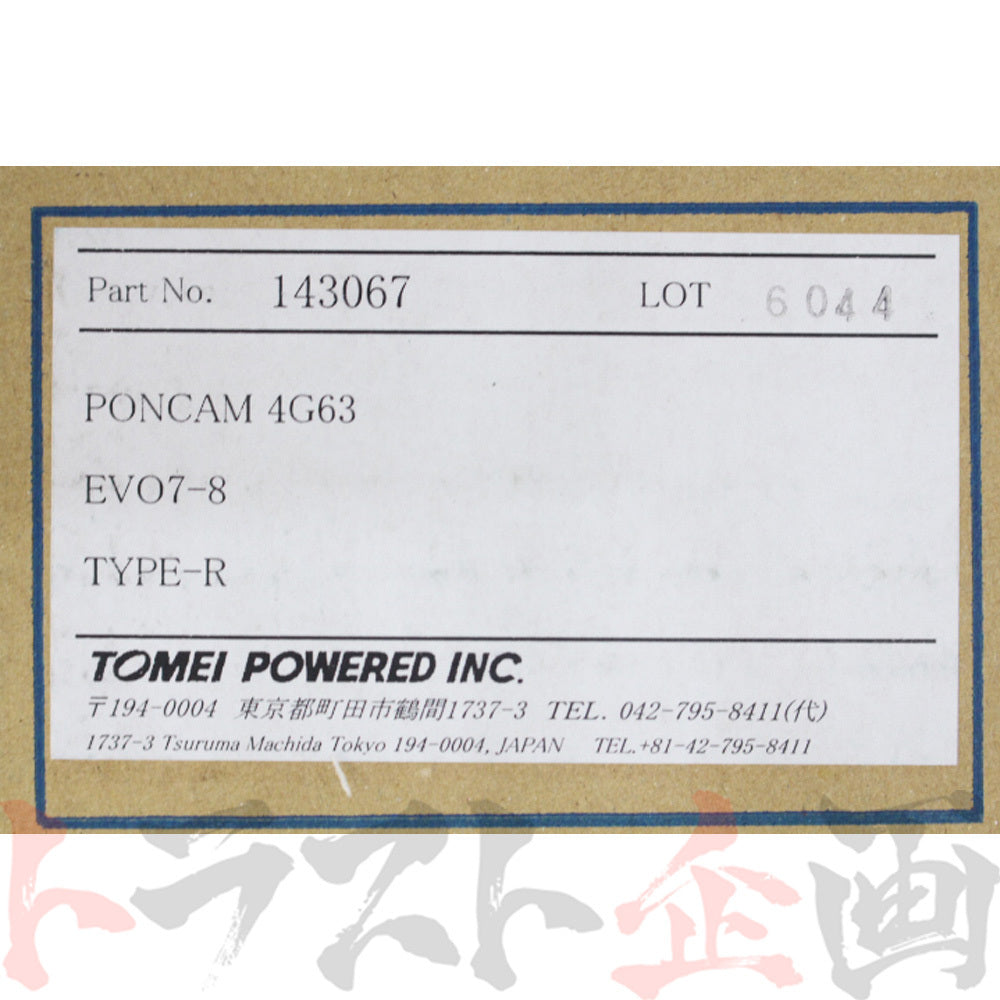 Part No. 143067 LOT 6044
PONCAM 4G63
EVO7-8
TYPE-R
TOMEI POWERED INC.
〒194-0004 東京都町田市鶴間1737-3 TEL. 042-795-8411(代)
1737-3 Tsuruma Machida Tokyo 194-0004, JAPAN TEL.+81-42-795-8411
トラスト企画